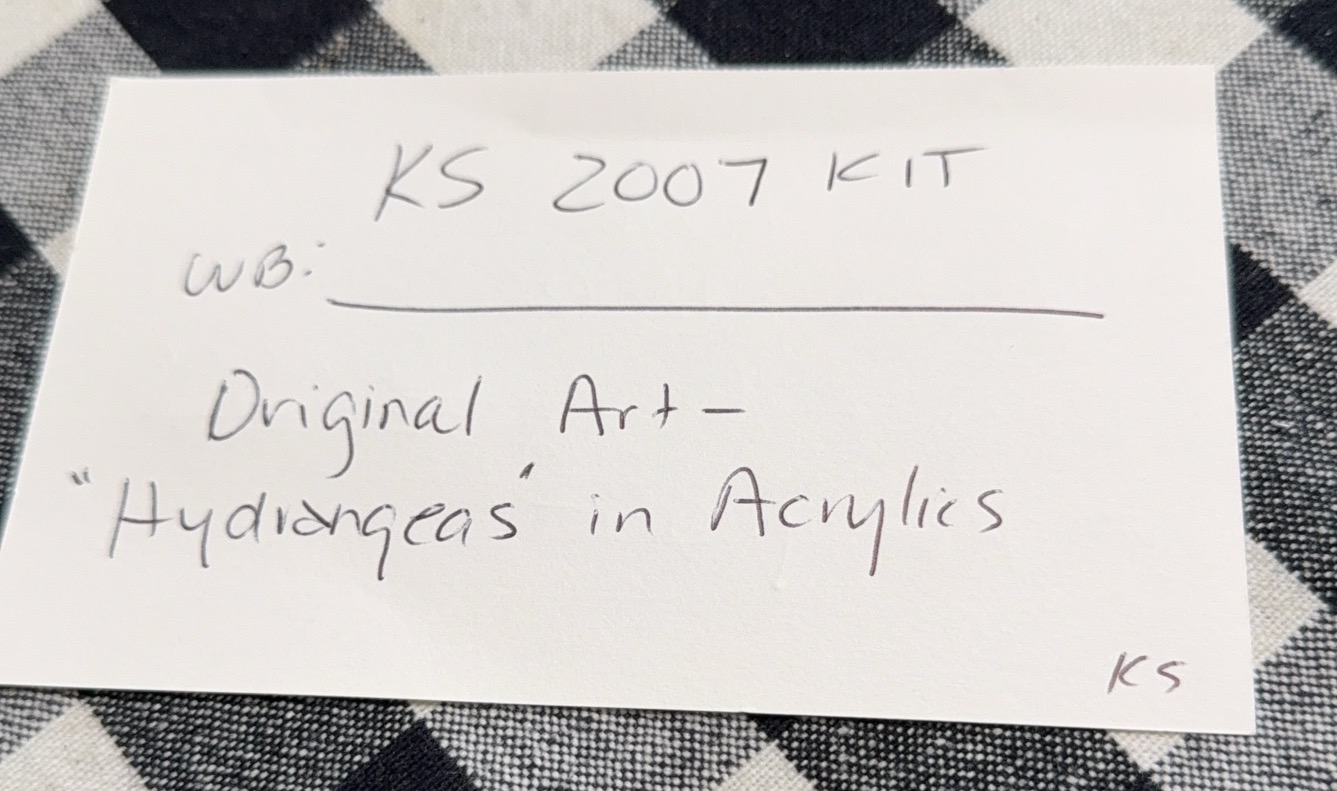 KS 2007 KIT
WB:
Original Art-
"Hydrangeas" in Acrylics
KS